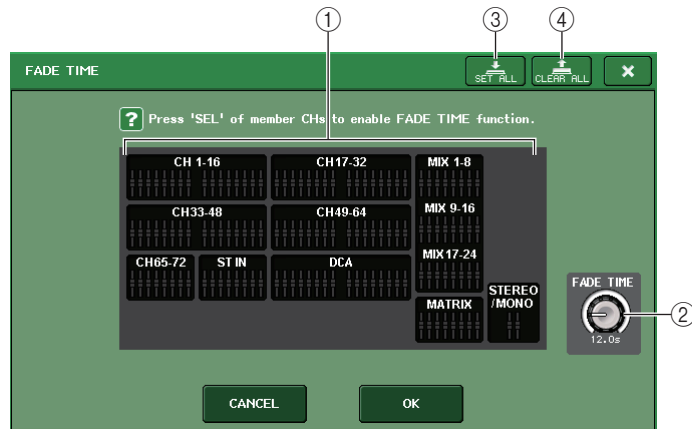 ①
③
④
FADE TIME
SET ALL
CLEAR ALL
×
? Press 'SEL' of member CHs to enable FADE TIME function.
CH 1-16
CH17-32
MIX 1-8
CH33-48
CH49-64
MIX 9-16
CH65-72
ST IN
DCA
MIX17-24
MATRIX
STEREO
/MONO
FADE TIME
12.0s
②
CANCEL
OK